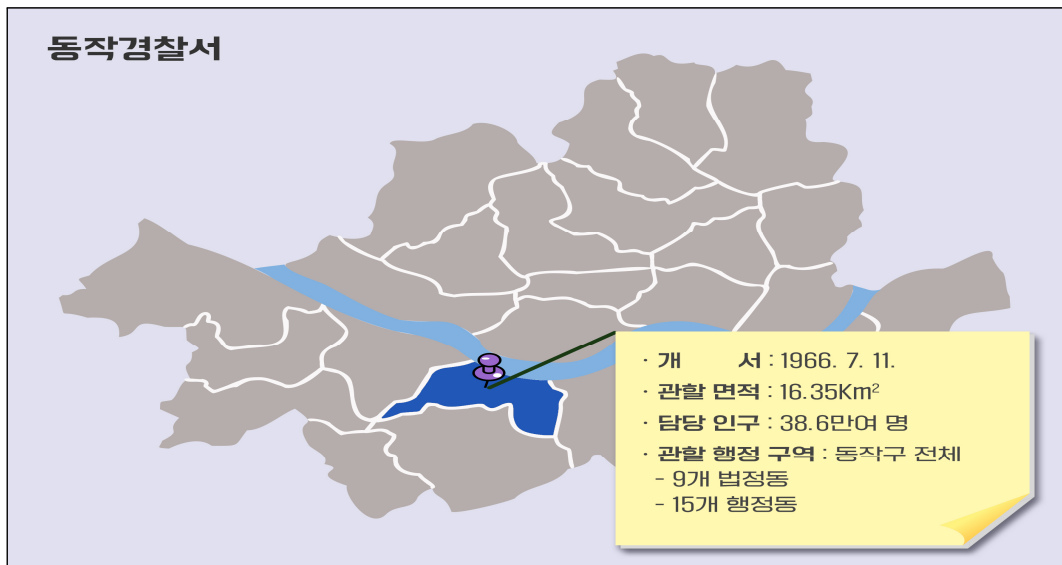 동작경찰서
· 개 서 : 1966. 7. 11.
· 관할 면적 : 16.35Km²
· 담당 인구 : 38.6만여 명
· 관할 행정 구역 : 동작구 전체
- 9개 법정동
- 15개 행정동